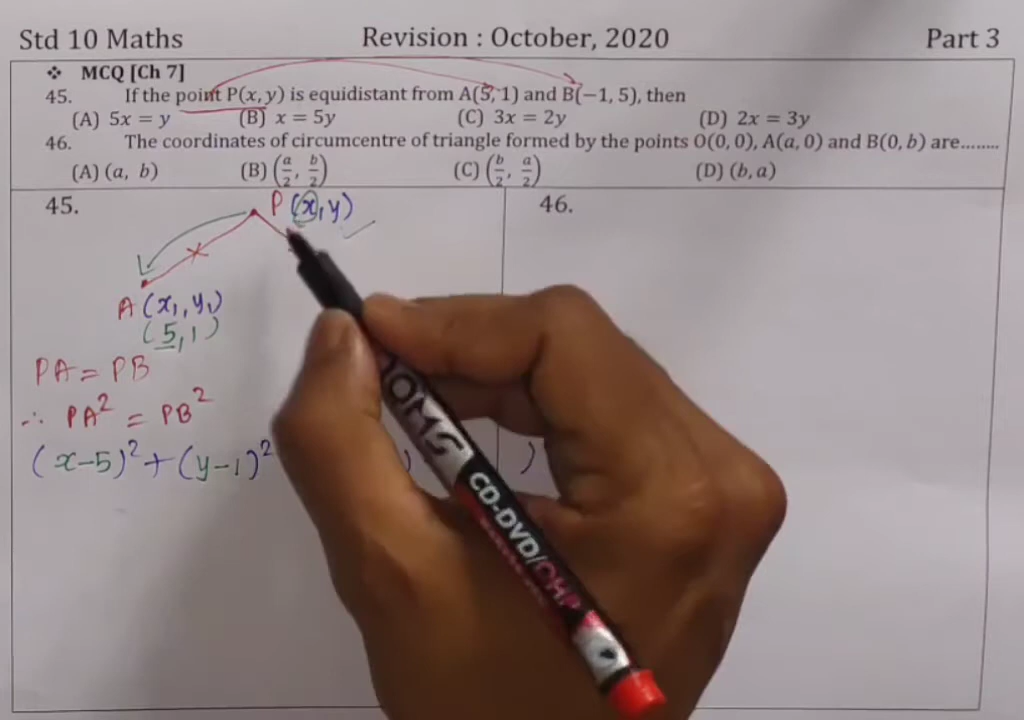 Std 10 Maths Revision : October, 2020 Part 3
❖ MCQ [Ch 7]
45. If the point P(x, y) is equidistant from A(5, 1) and B(−1, 5), then
(A) 5x = y (B) x = 5y (C) 3x = 2y (D) 2x = 3y
46. The coordinates of circumcentre of triangle formed by the points O(0, 0), A(a, 0) and B(0, b) are........
(A) (a, b) (B) (a/2, b/2) (C) (b/2, a/2) (D) (b, a)
45. 46.
P (x, y)
A (x₁, y₁)
(5, 1)
PA = PB
∴ PA² = PB²
(x-5)² + (y-1)² ) )
CD-DVD/OHP